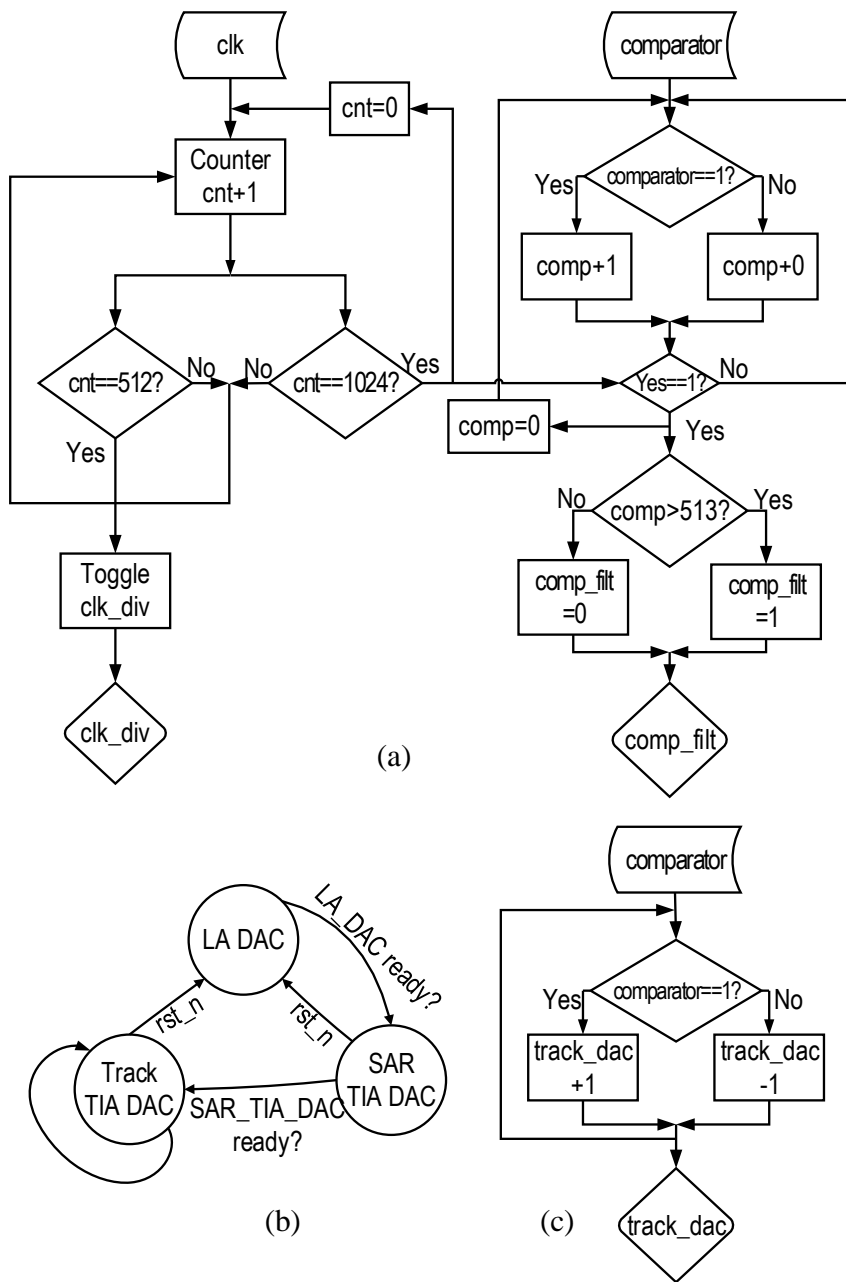 clk
cnt=0
Counter
cnt+1
cnt==512?
No
No
cnt==1024?
Yes
Yes
Toggle
clk_div
clk_div
comparator
comparator==1?
Yes
No
comp+1
comp+0
Yes==1?
No
comp=0
Yes
comp>513?
No
Yes
comp_filt
=0
comp_filt
=1
comp_filt
(a)
LA DAC
LA_DAC ready?
rst_n
rst_n
Track
TIA DAC
SAR
TIA DAC
SAR_TIA_DAC
ready?
(b)
comparator
comparator==1?
Yes
No
track_dac
+1
track_dac
-1
track_dac
(c)